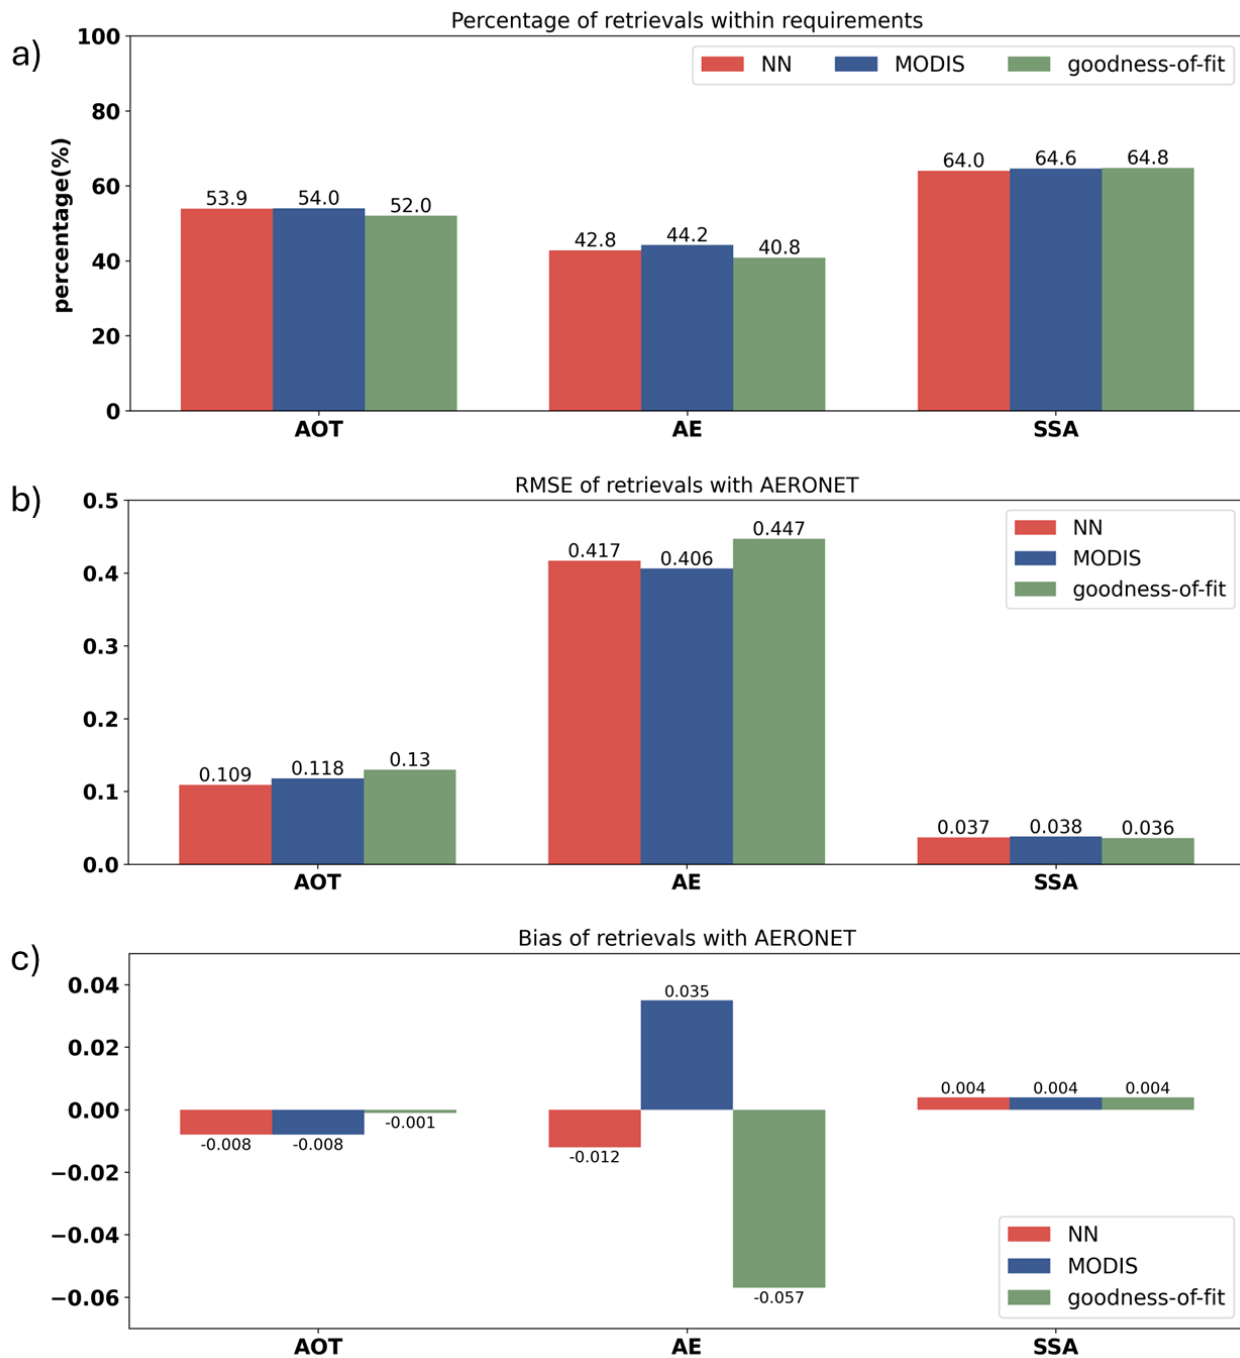 Percentage of retrievals within requirements
a)
100
80
60
40
20
0
percentage(%)
NN MODIS goodness-of-fit
53.9 54.0 52.0
42.8 44.2 40.8
64.0 64.6 64.8
AOT AE SSA
RMSE of retrievals with AERONET
b)
0.5
0.4
0.3
0.2
0.1
0.0
NN
MODIS
goodness-of-fit
0.109 0.118 0.13
0.417 0.406 0.447
0.037 0.038 0.036
AOT AE SSA
Bias of retrievals with AERONET
c)
0.04
0.02
0.00
−0.02
−0.04
−0.06
-0.008 -0.008 -0.001
-0.012 0.035 -0.057
0.004 0.004 0.004
NN
MODIS
goodness-of-fit
AOT AE SSA